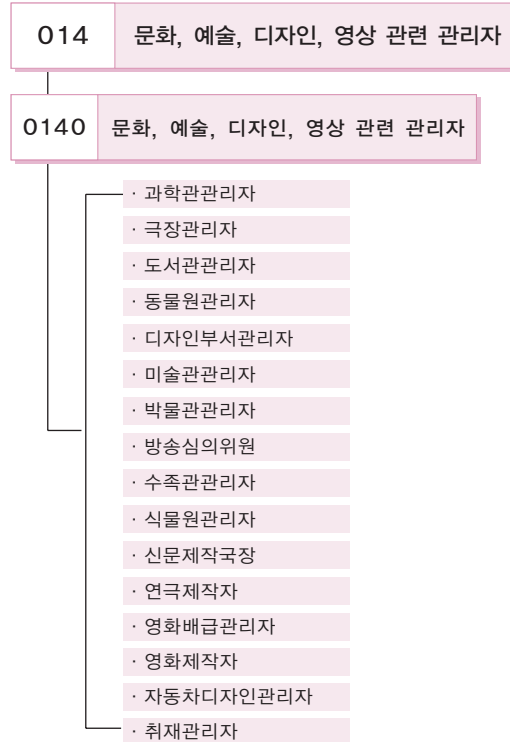 014 문화, 예술, 디자인, 영상 관련 관리자
0140 문화, 예술, 디자인, 영상 관련 관리자
· 과학관관리자
· 극장관리자
· 도서관관리자
· 동물원관리자
· 디자인부서관리자
· 미술관관리자
· 박물관관리자
· 방송심의위원
· 수족관관리자
· 식물원관리자
· 신문제작국장
· 연극제작자
· 영화배급관리자
· 영화제작자
· 자동차디자인관리자
· 취재관리자